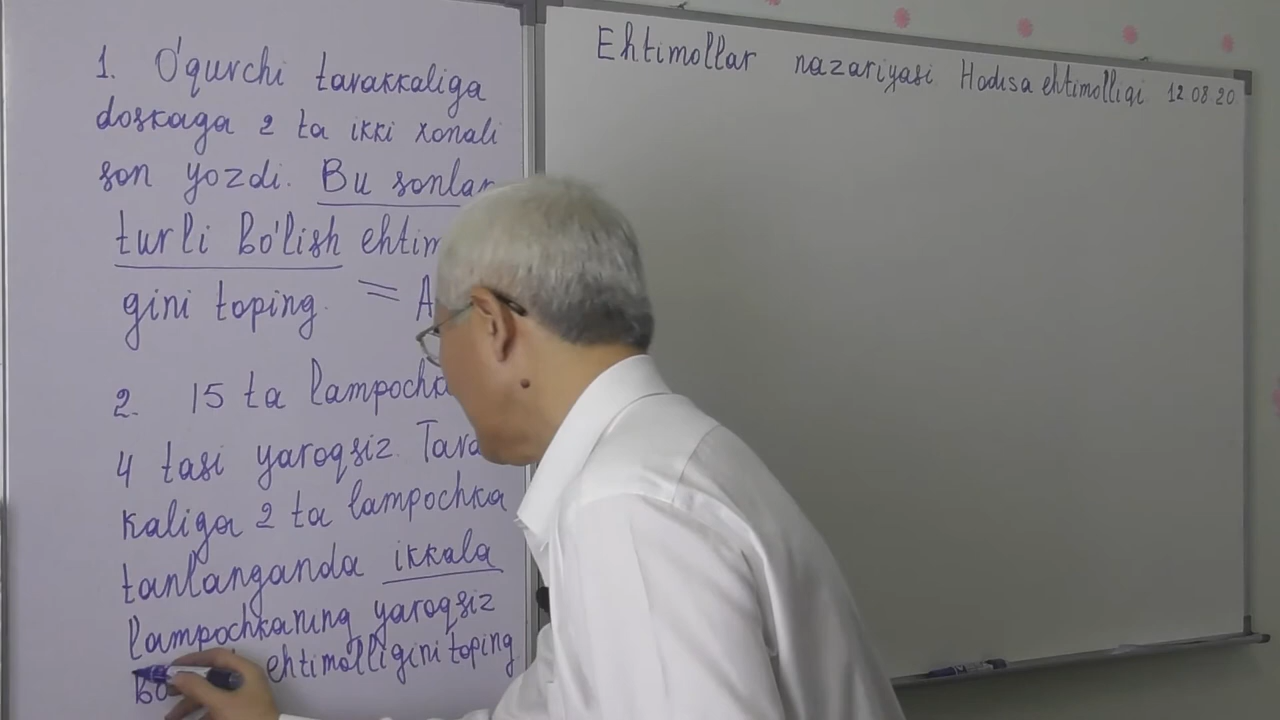 1. O'quvchi tavakkaliga
doskaga 2 ta ikki xonali
son yozdi. Bu sonlar
turli bo'lish ehtim
gini toping. = A
2. 15 ta lampochka
4 tasi yaroqsiz. Tava
kaliga 2 ta lampochka
tanlanganda ikkala
lampochkaning yaroqsiz
bo ehtimolligini toping
Ehtimollar nazariyasi. Hodisa ehtimolligi 12.08.20